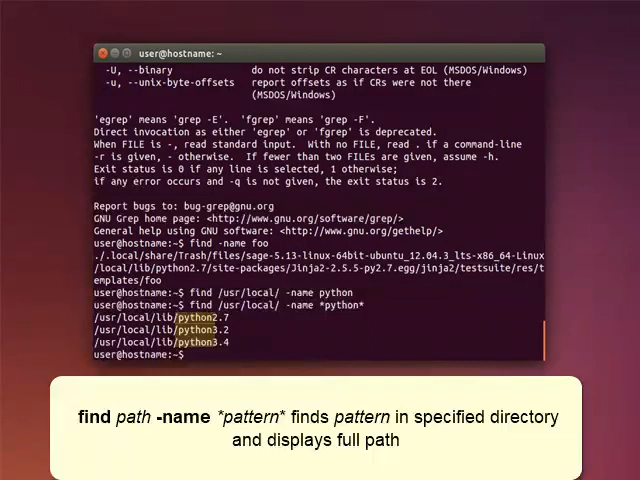 user@hostname: ~
-U, --binary do not strip CR characters at EOL (MSDOS/Windows)
-u, --unix-byte-offsets report offsets as if CRs were not there
(MSDOS/Windows)
'egrep' means 'grep -E'. 'fgrep' means 'grep -F'.
Direct invocation as either 'egrep' or 'fgrep' is deprecated.
When FILE is -, read standard input. With no FILE, read . if a command-line
-r is given, - otherwise. If fewer than two FILEs are given, assume -h.
Exit status is 0 if any line is selected, 1 otherwise;
if any error occurs and -q is not given, the exit status is 2.
Report bugs to: bug-grep@gnu.org
GNU Grep home page: <http://www.gnu.org/software/grep/>
General help using GNU software: <http://www.gnu.org/gethelp/>
user@hostname:~$ find -name foo
./.local/share/Trash/files/sage-5.13-linux-64bit-ubuntu_12.04.3_lts-x86_64-Linux
/local/lib/python2.7/site-packages/Jinja2-2.5.5-py2.7.egg/jinja2/testsuite/res/t
emplates/foo
user@hostname:~$ find /usr/local/ -name python
user@hostname:~$ find /usr/local/ -name *python*
/usr/local/lib/python2.7
/usr/local/lib/python3.2
/usr/local/lib/python3.4
user@hostname:~$
find path -name *pattern* finds pattern in specified directory
and displays full path